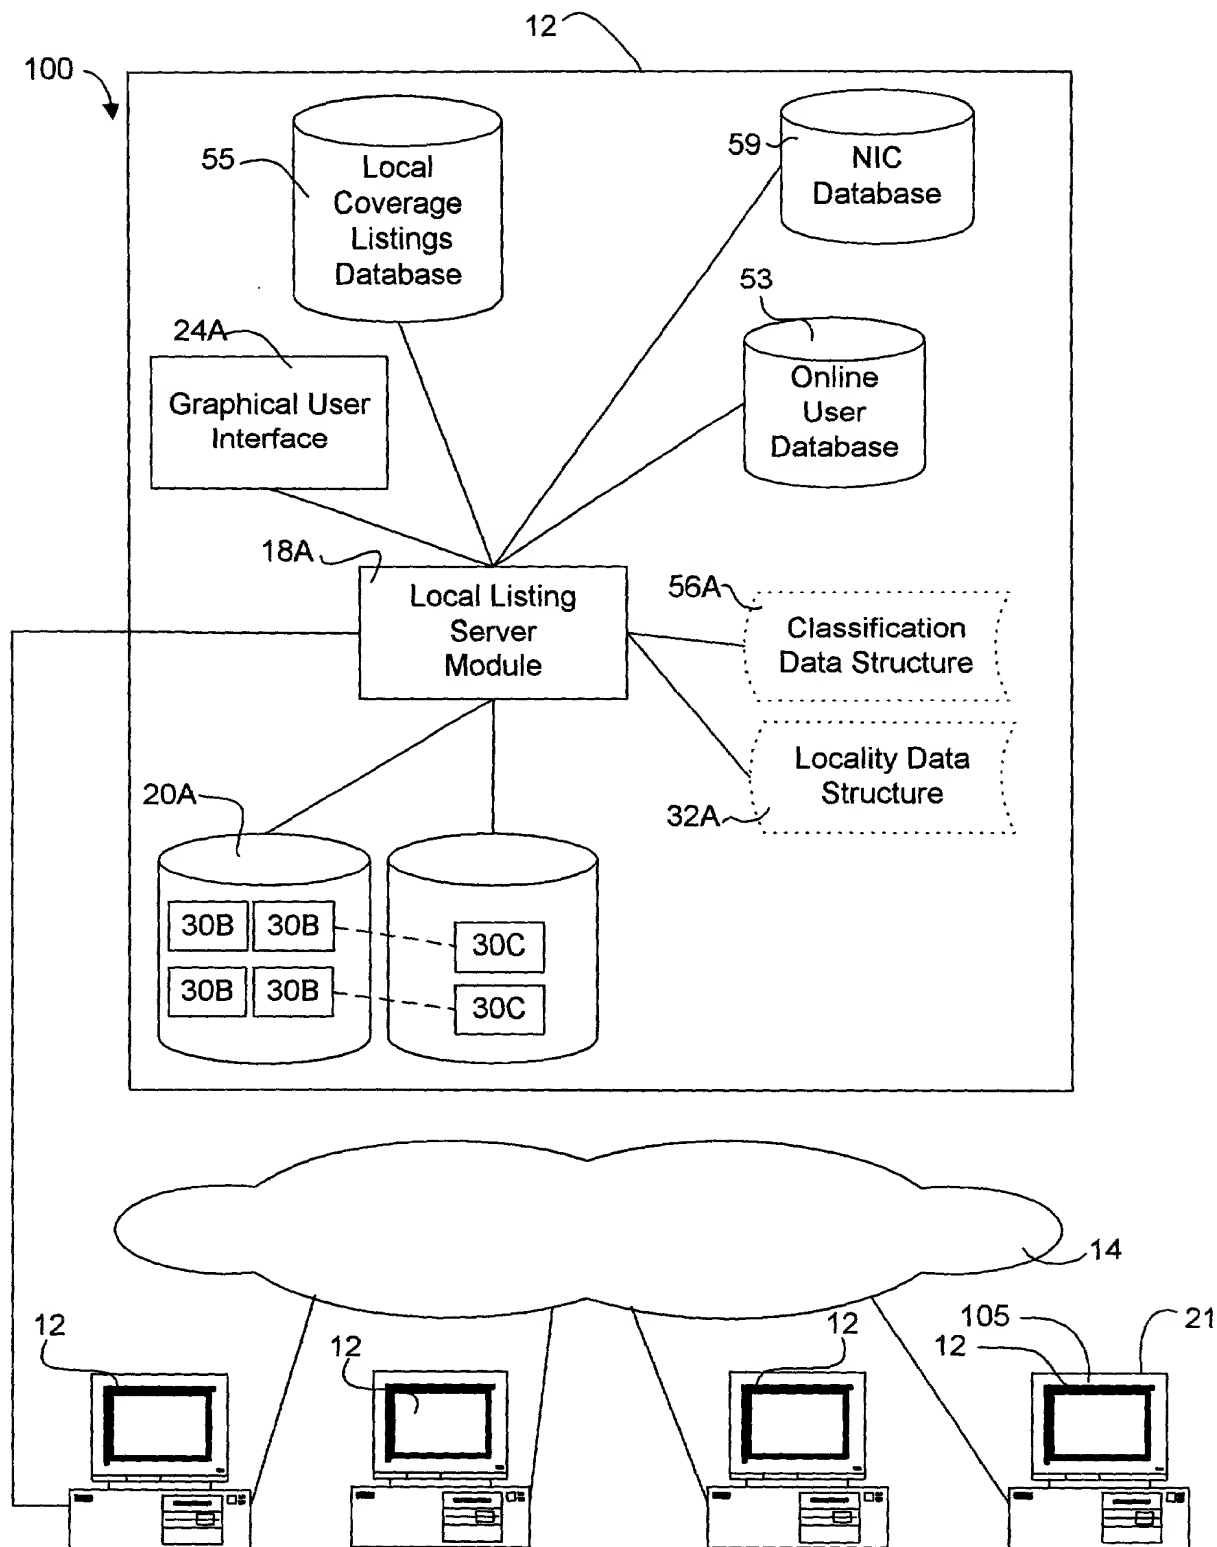 12
100
55
Local
Coverage
Listings
Database
59
NIC
Database
53
Online
User
Database
24A
Graphical User
Interface
18A
Local Listing
Server
Module
56A
Classification
Data Structure
Locality Data
Structure
32A
20A
30B 30B
30C
30B 30B
30C
14
12
12
12
12
105
21